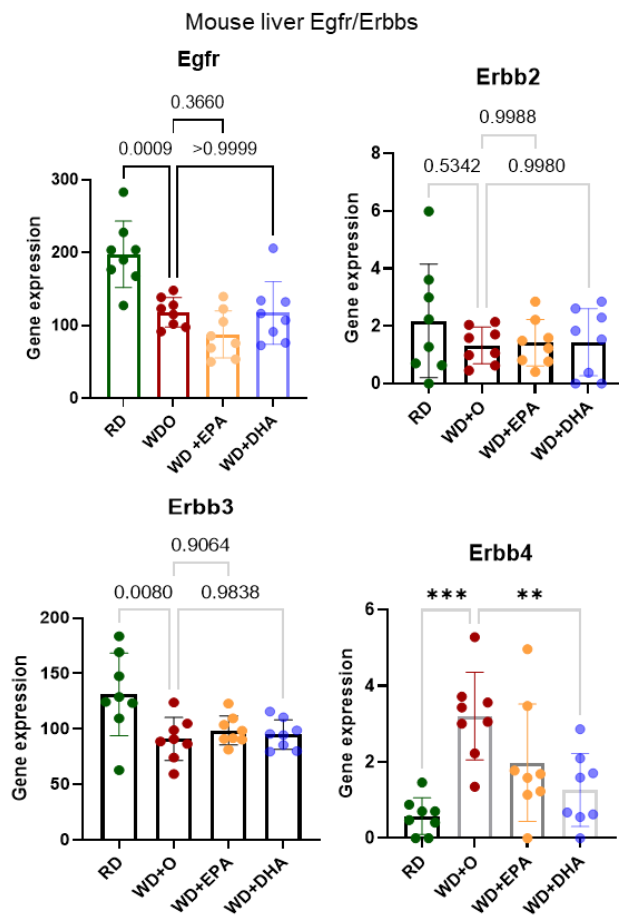 Mouse liver Egfr/Erbbs
Egfr
0.3660
0.0009 >0.9999
300
200
100
0
Gene expression
RD
WDO
WD +EPA
WD+DHA
Erbb2
0.9988
0.5342 0.9980
8
6
4
2
0
Gene expression
RD
WD+O
WD+EPA
WD+DHA
Erbb3
0.9064
0.0080 0.9838
200
150
100
50
0
Gene expression
RD
WD+O
WD+EPA
WD+DHA
Erbb4
*** **
6
4
2
0
Gene expression
RD
WD+O
WD+EPA
WD+DHA